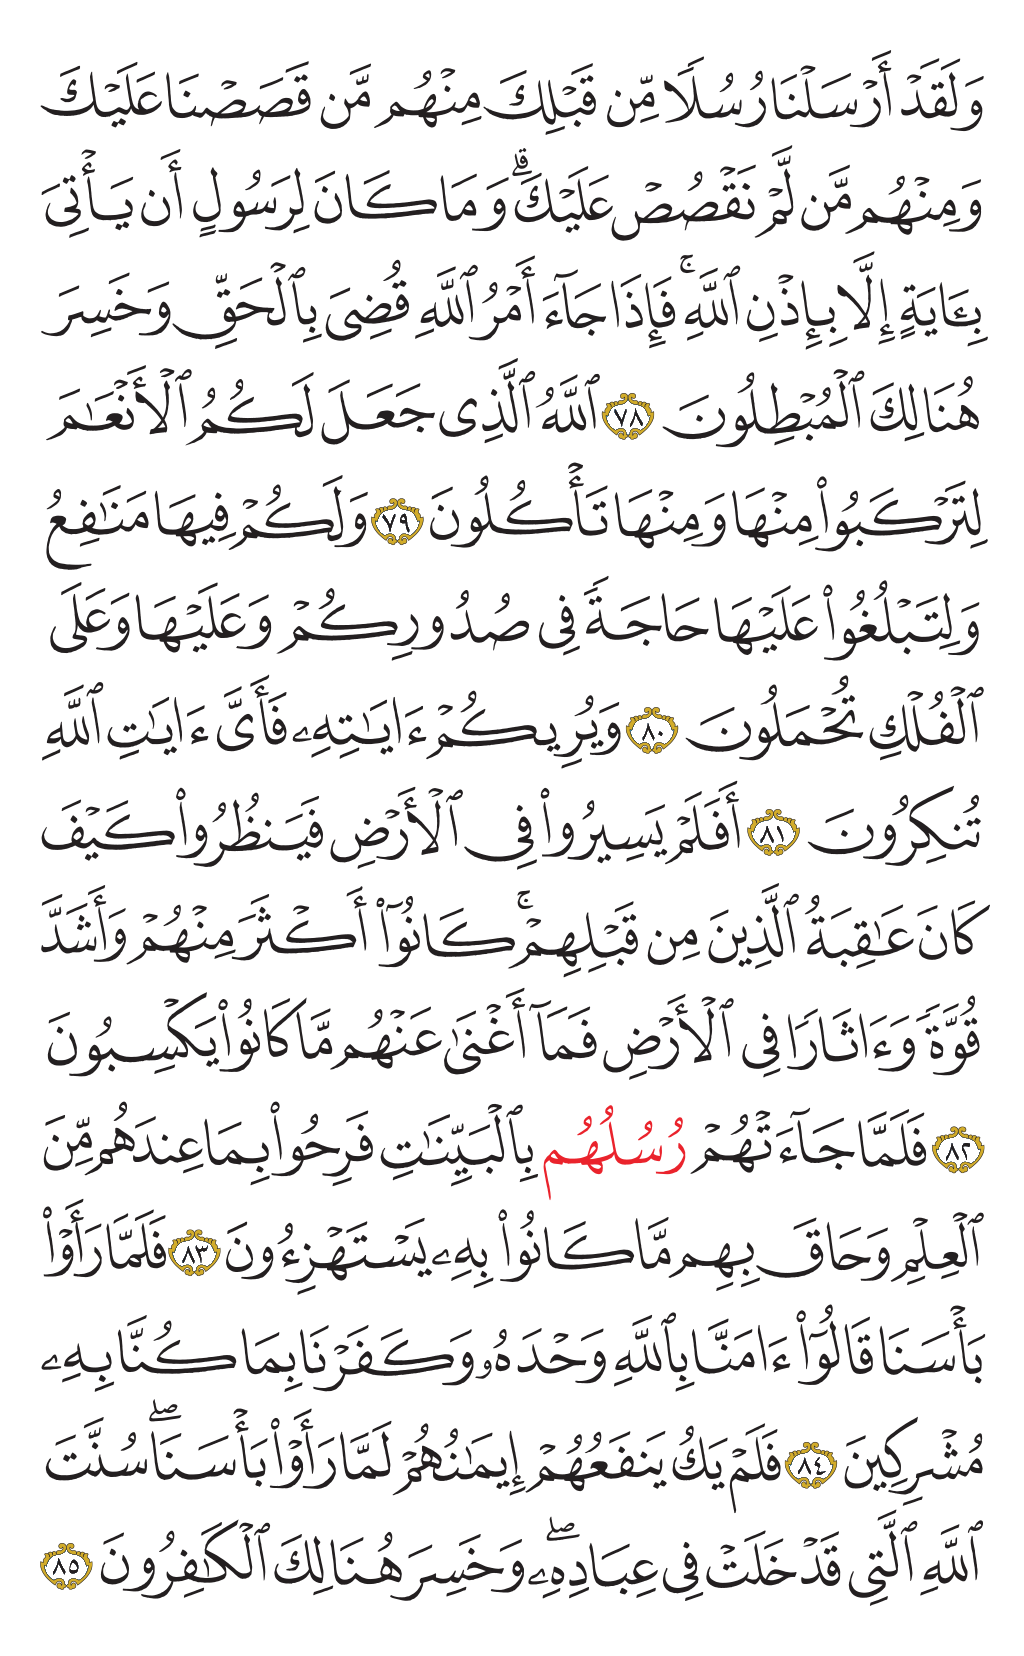 وَلَقَدْ أَرْسَلْنَا رُسُلًا مِّن قَبْلِكَ مِنْهُم مَّن قَصَصْنَا عَلَيْكَ
وَمِنْهُم مَّن لَّمْ نَقْصُصْ عَلَيْكَ ۗ وَمَا كَانَ لِرَسُولٍ أَن يَأْتِىَ
بِـَٔايَةٍ إِلَّا بِإِذْنِ ٱللَّهِ ۚ فَإِذَا جَآءَ أَمْرُ ٱللَّهِ قُضِىَ بِٱلْحَقِّ وَخَسِرَ
هُنَالِكَ ٱلْمُبْطِلُونَ ٧٨ ٱللَّهُ ٱلَّذِى جَعَلَ لَكُمُ ٱلْأَنْعَٰمَ
لِتَرْكَبُوا۟ مِنْهَا وَمِنْهَا تَأْكُلُونَ ٧٩ وَلَكُمْ فِيهَا مَنَٰفِعُ
وَلِتَبْلُغُوا۟ عَلَيْهَا حَاجَةً فِى صُدُورِكُمْ وَعَلَيْهَا وَعَلَى
ٱلْفُلْكِ تُحْمَلُونَ ٨٠ وَيُرِيكُمْ ءَايَٰتِهِۦ فَأَىَّ ءَايَٰتِ ٱللَّهِ
تُنكِرُونَ ٨١ أَفَلَمْ يَسِيرُوا۟ فِى ٱلْأَرْضِ فَيَنظُرُوا۟ كَيْفَ
كَانَ عَٰقِبَةُ ٱلَّذِينَ مِن قَبْلِهِمْ ۚ كَانُوٓا۟ أَكْثَرَ مِنْهُمْ وَأَشَدَّ
قُوَّةً وَءَاثَارًا فِى ٱلْأَرْضِ فَمَآ أَغْنَىٰ عَنْهُم مَّا كَانُوا۟ يَكْسِبُونَ
٨٢ فَلَمَّا جَآءَتْهُمْ رُسُلُهُم بِٱلْبَيِّنَٰتِ فَرِحُوا۟ بِمَا عِندَهُم مِّنَ
ٱلْعِلْمِ وَحَاقَ بِهِم مَّا كَانُوا۟ بِهِۦ يَسْتَهْزِءُونَ ٨٣ فَلَمَّا رَأَوْا۟
بَأْسَنَا قَالُوٓا۟ ءَامَنَّا بِٱللَّهِ وَحْدَهُۥ وَكَفَرْنَا بِمَا كُنَّا بِهِۦ
مُشْرِكِينَ ٨٤ فَلَمْ يَكُ يَنفَعُهُمْ إِيمَٰنُهُمْ لَمَّا رَأَوْا۟ بَأْسَنَا ۖ سُنَّتَ
ٱللَّهِ ٱلَّتِى قَدْ خَلَتْ فِى عِبَادِهِۦ ۖ وَخَسِرَ هُنَالِكَ ٱلْكَٰفِرُونَ ٨٥